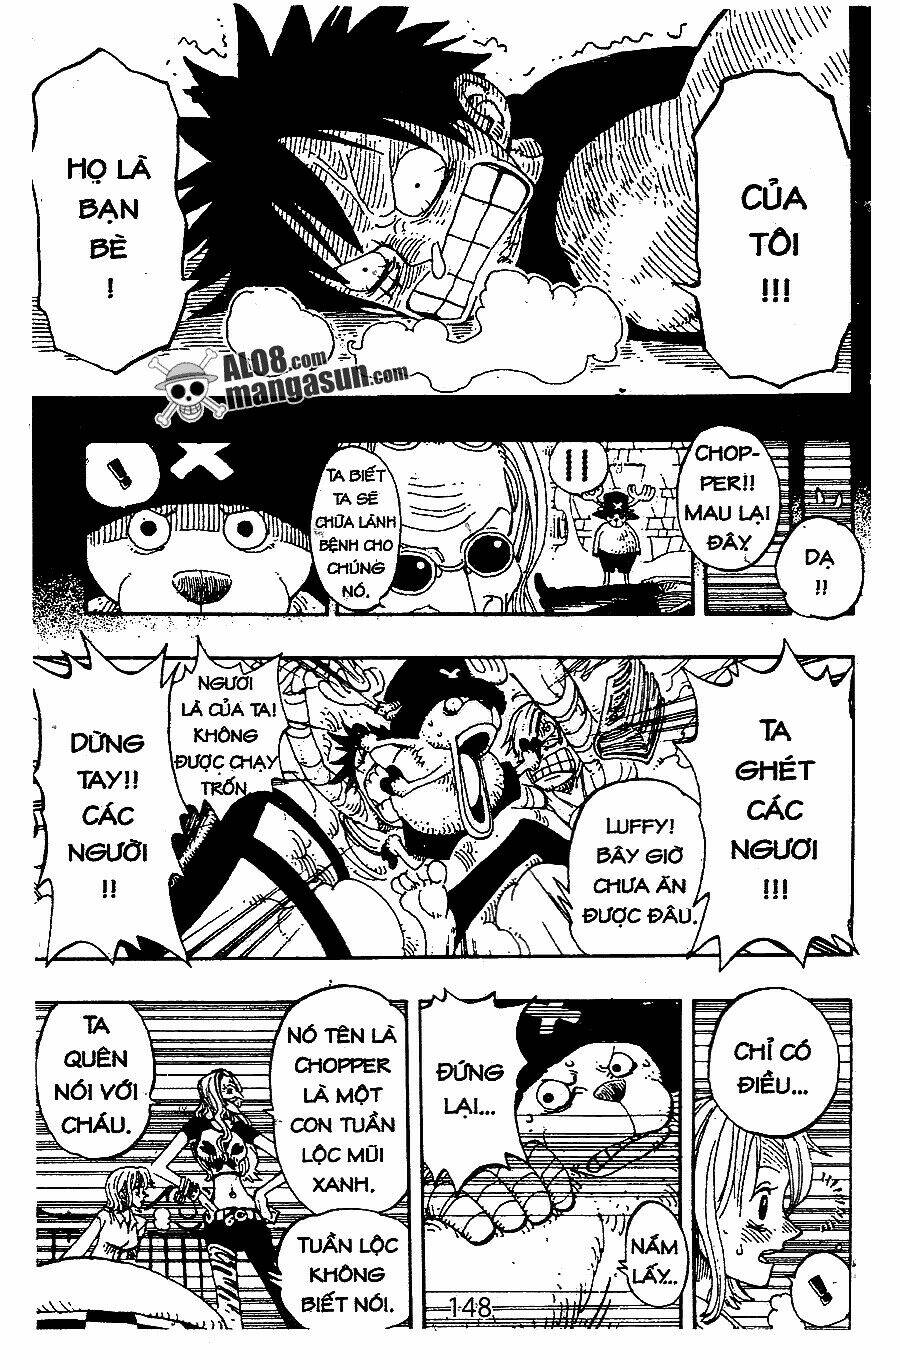 CỦA
TÔI
!!!
HỌ LÀ
BẠN
BÈ
!
AL08.com
mangasun.com
CHOP-
PER!!
MAU LẠI
ĐÂY.
DẠ
!!
!!
TA BIẾT
TA SẼ
CHỮA LÀNH
BỆNH CHO
CHÚNG
NÓ.
!
TA
GHÉT
CÁC
NGƯƠI
!!!
LUFFY!
BÂY GIỜ
CHƯA ĂN
ĐƯỢC ĐÂU.
NGƯƠI
LÀ CỦA TA!
KHÔNG
ĐƯỢC CHẠY
TRỐN.
DỪNG
TAY!!
CÁC
NGƯỜI
!!
CHỈ CÓ
ĐIỀU...
!
ĐỨNG
LẠI...
NẮM
LẤY...
NÓ TÊN LÀ
CHOPPER
LÀ MỘT
CON TUẦN
LỘC MŨI
XANH.
TUẦN LỘC
KHÔNG
BIẾT NÓI.
TA
QUÊN
NÓI VỚI
CHÁU.
148